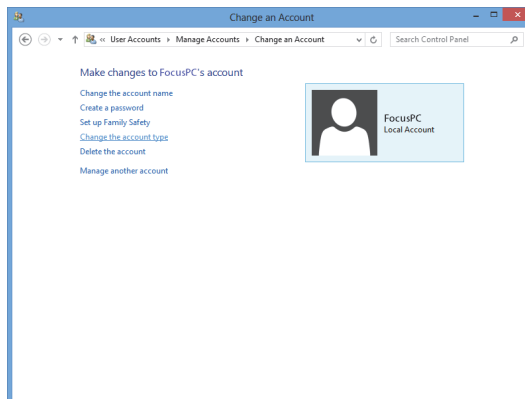 Change an Account
« User Accounts ▸ Manage Accounts ▸ Change an Account
Search Control Panel
Make changes to FocusPC's account
Change the account name
Create a password
Set up Family Safety
Change the account type
Delete the account
Manage another account
FocusPC
Local Account